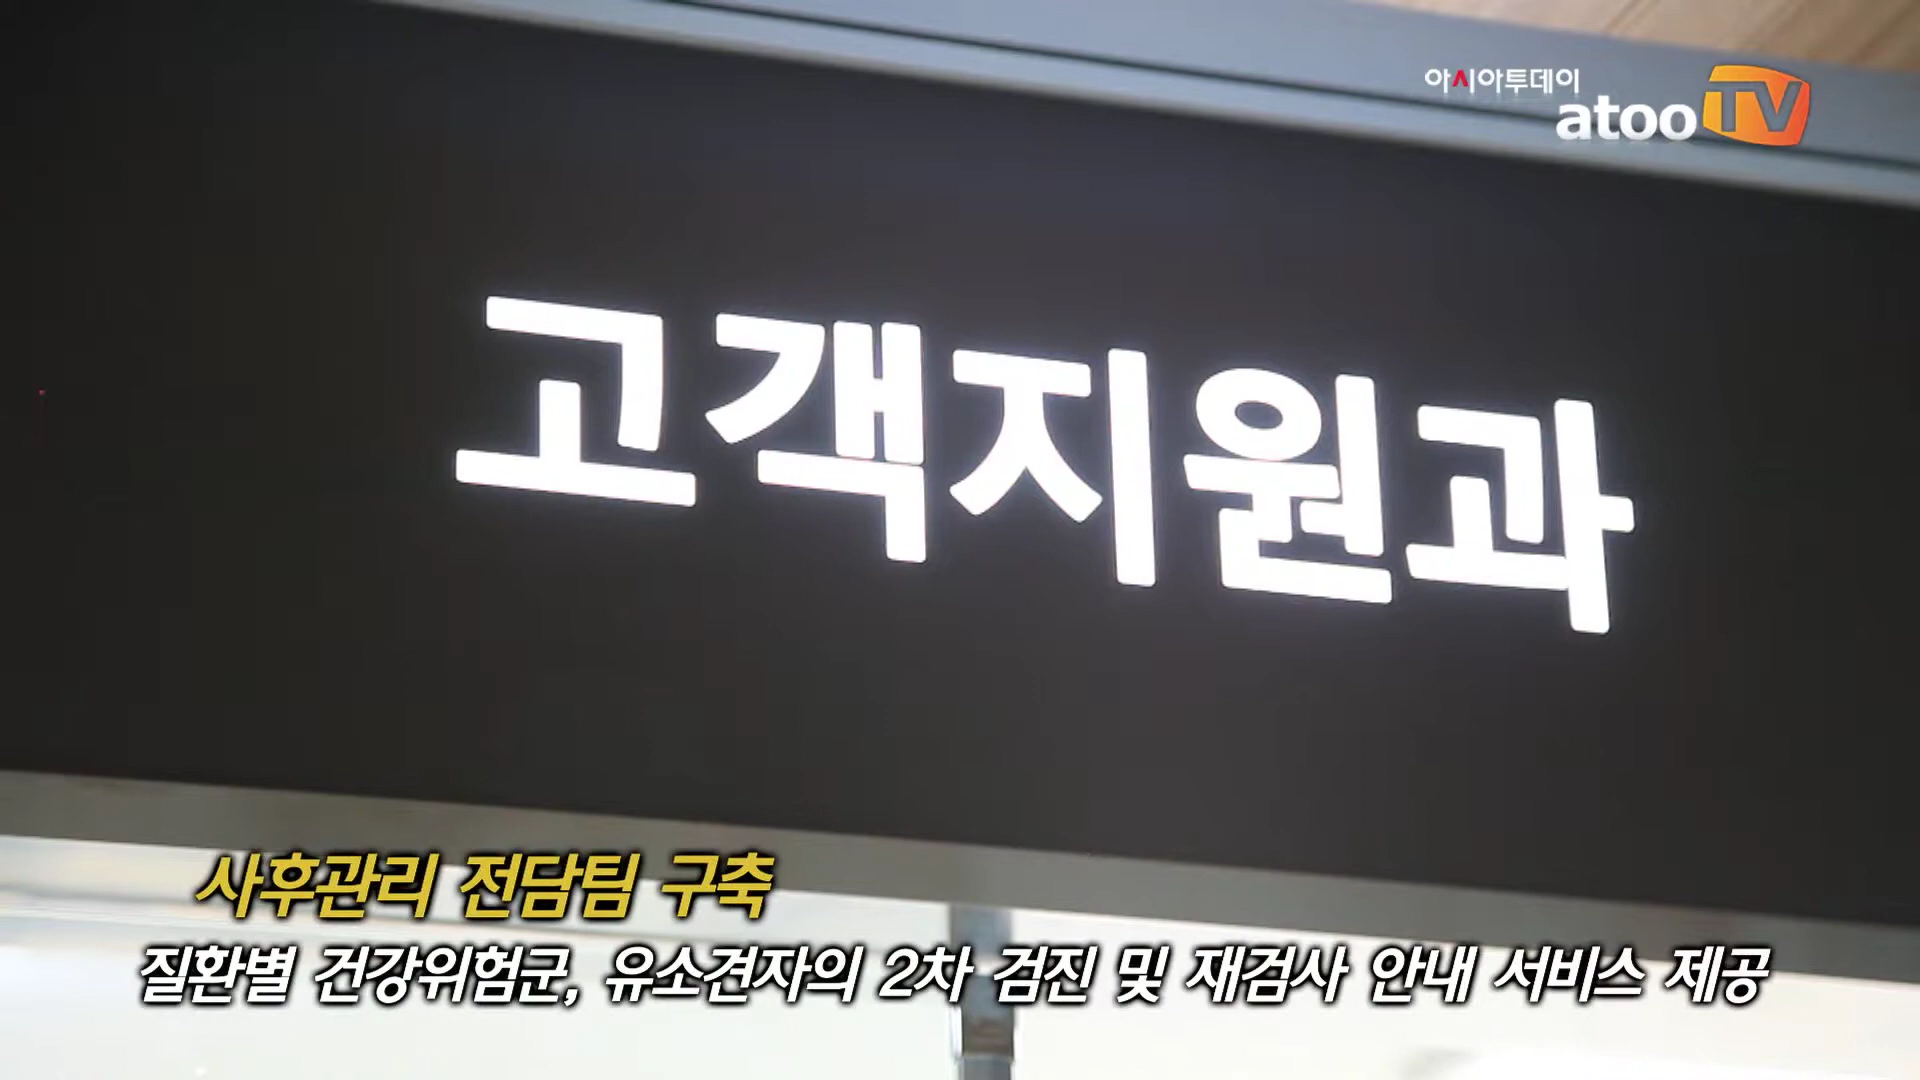 아시아투데이
atooTV
고객지원과
사후관리 전담팀 구축
질환별 건강위험군, 유소견자의 2차 검진 및 재검사 안내 서비스 제공